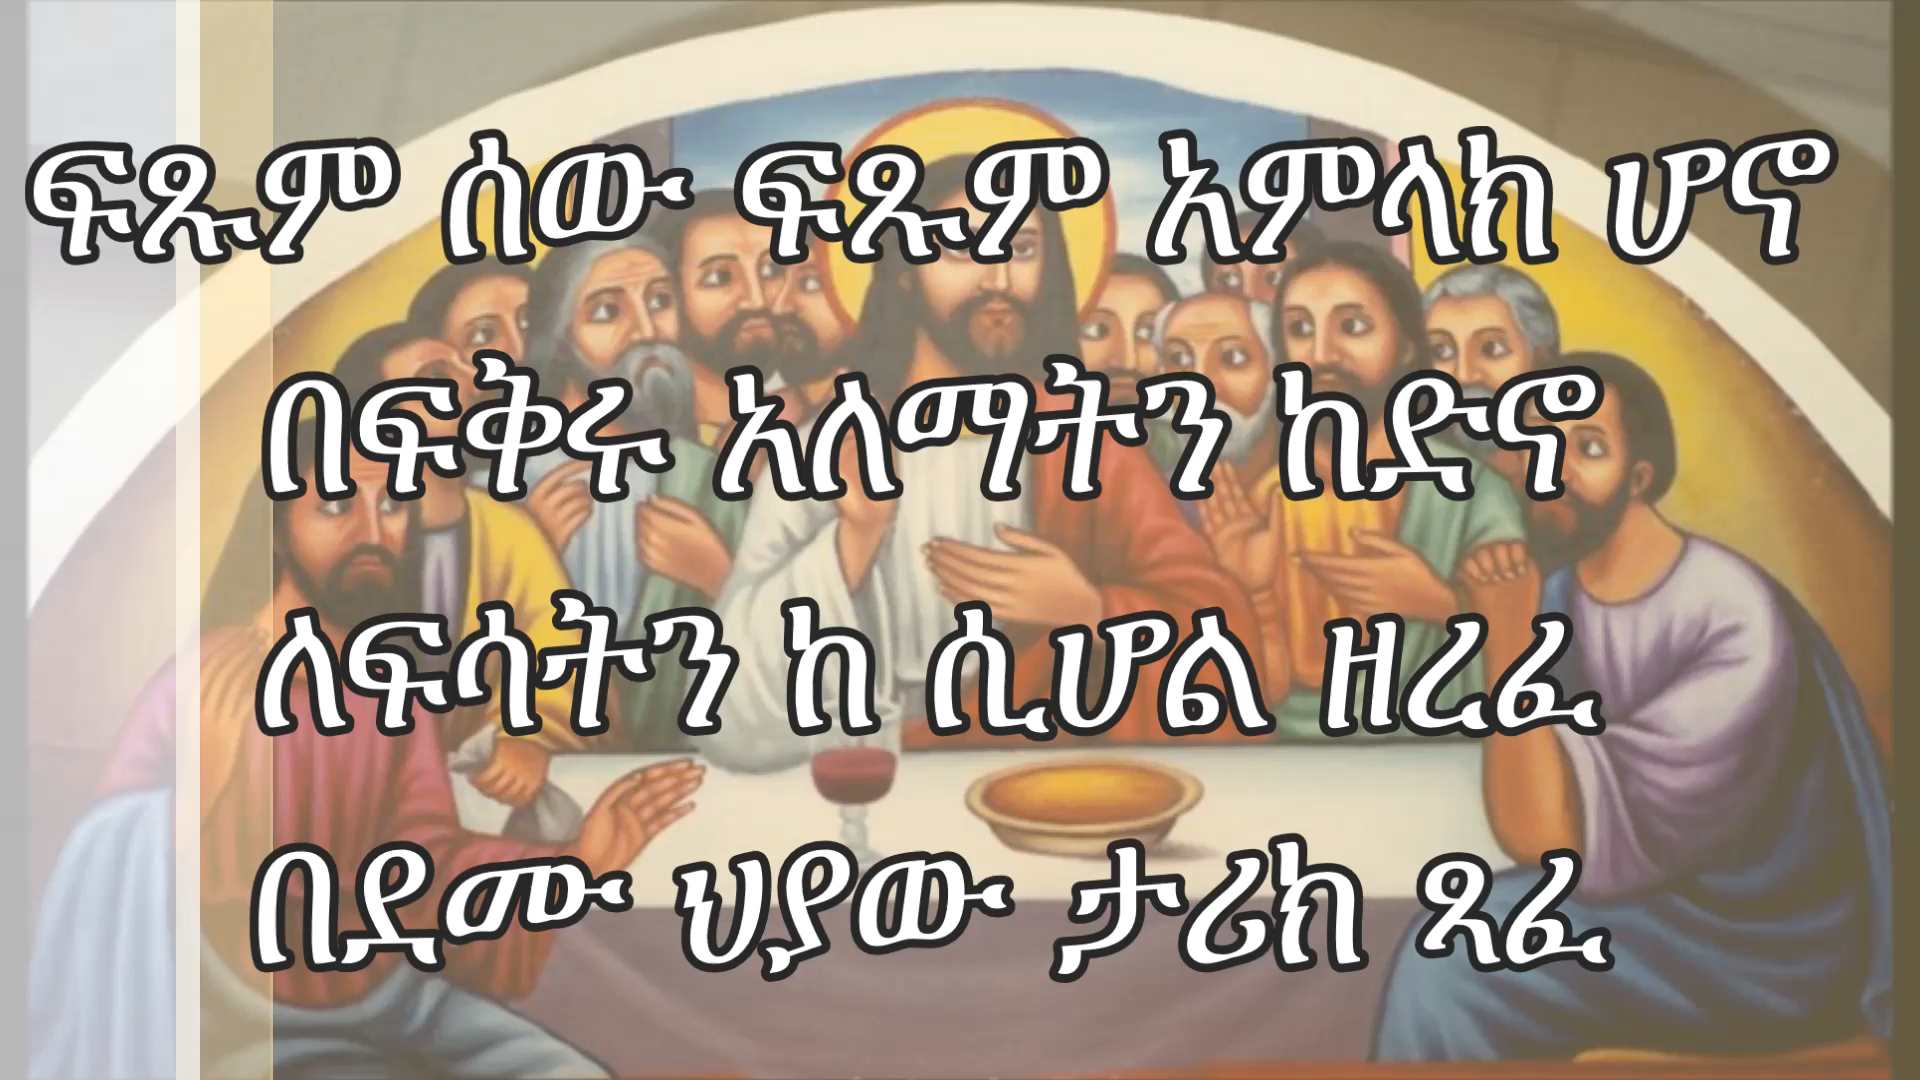 ፍጹም ሰው ፍጹም አምላክ ሆኖ
በፍቅሩ አለማትን ከድኖ
ለፍሳትን ከ ሲሆል ዘረፈ
በደሙ ህያው ታሪክ ጻፈ